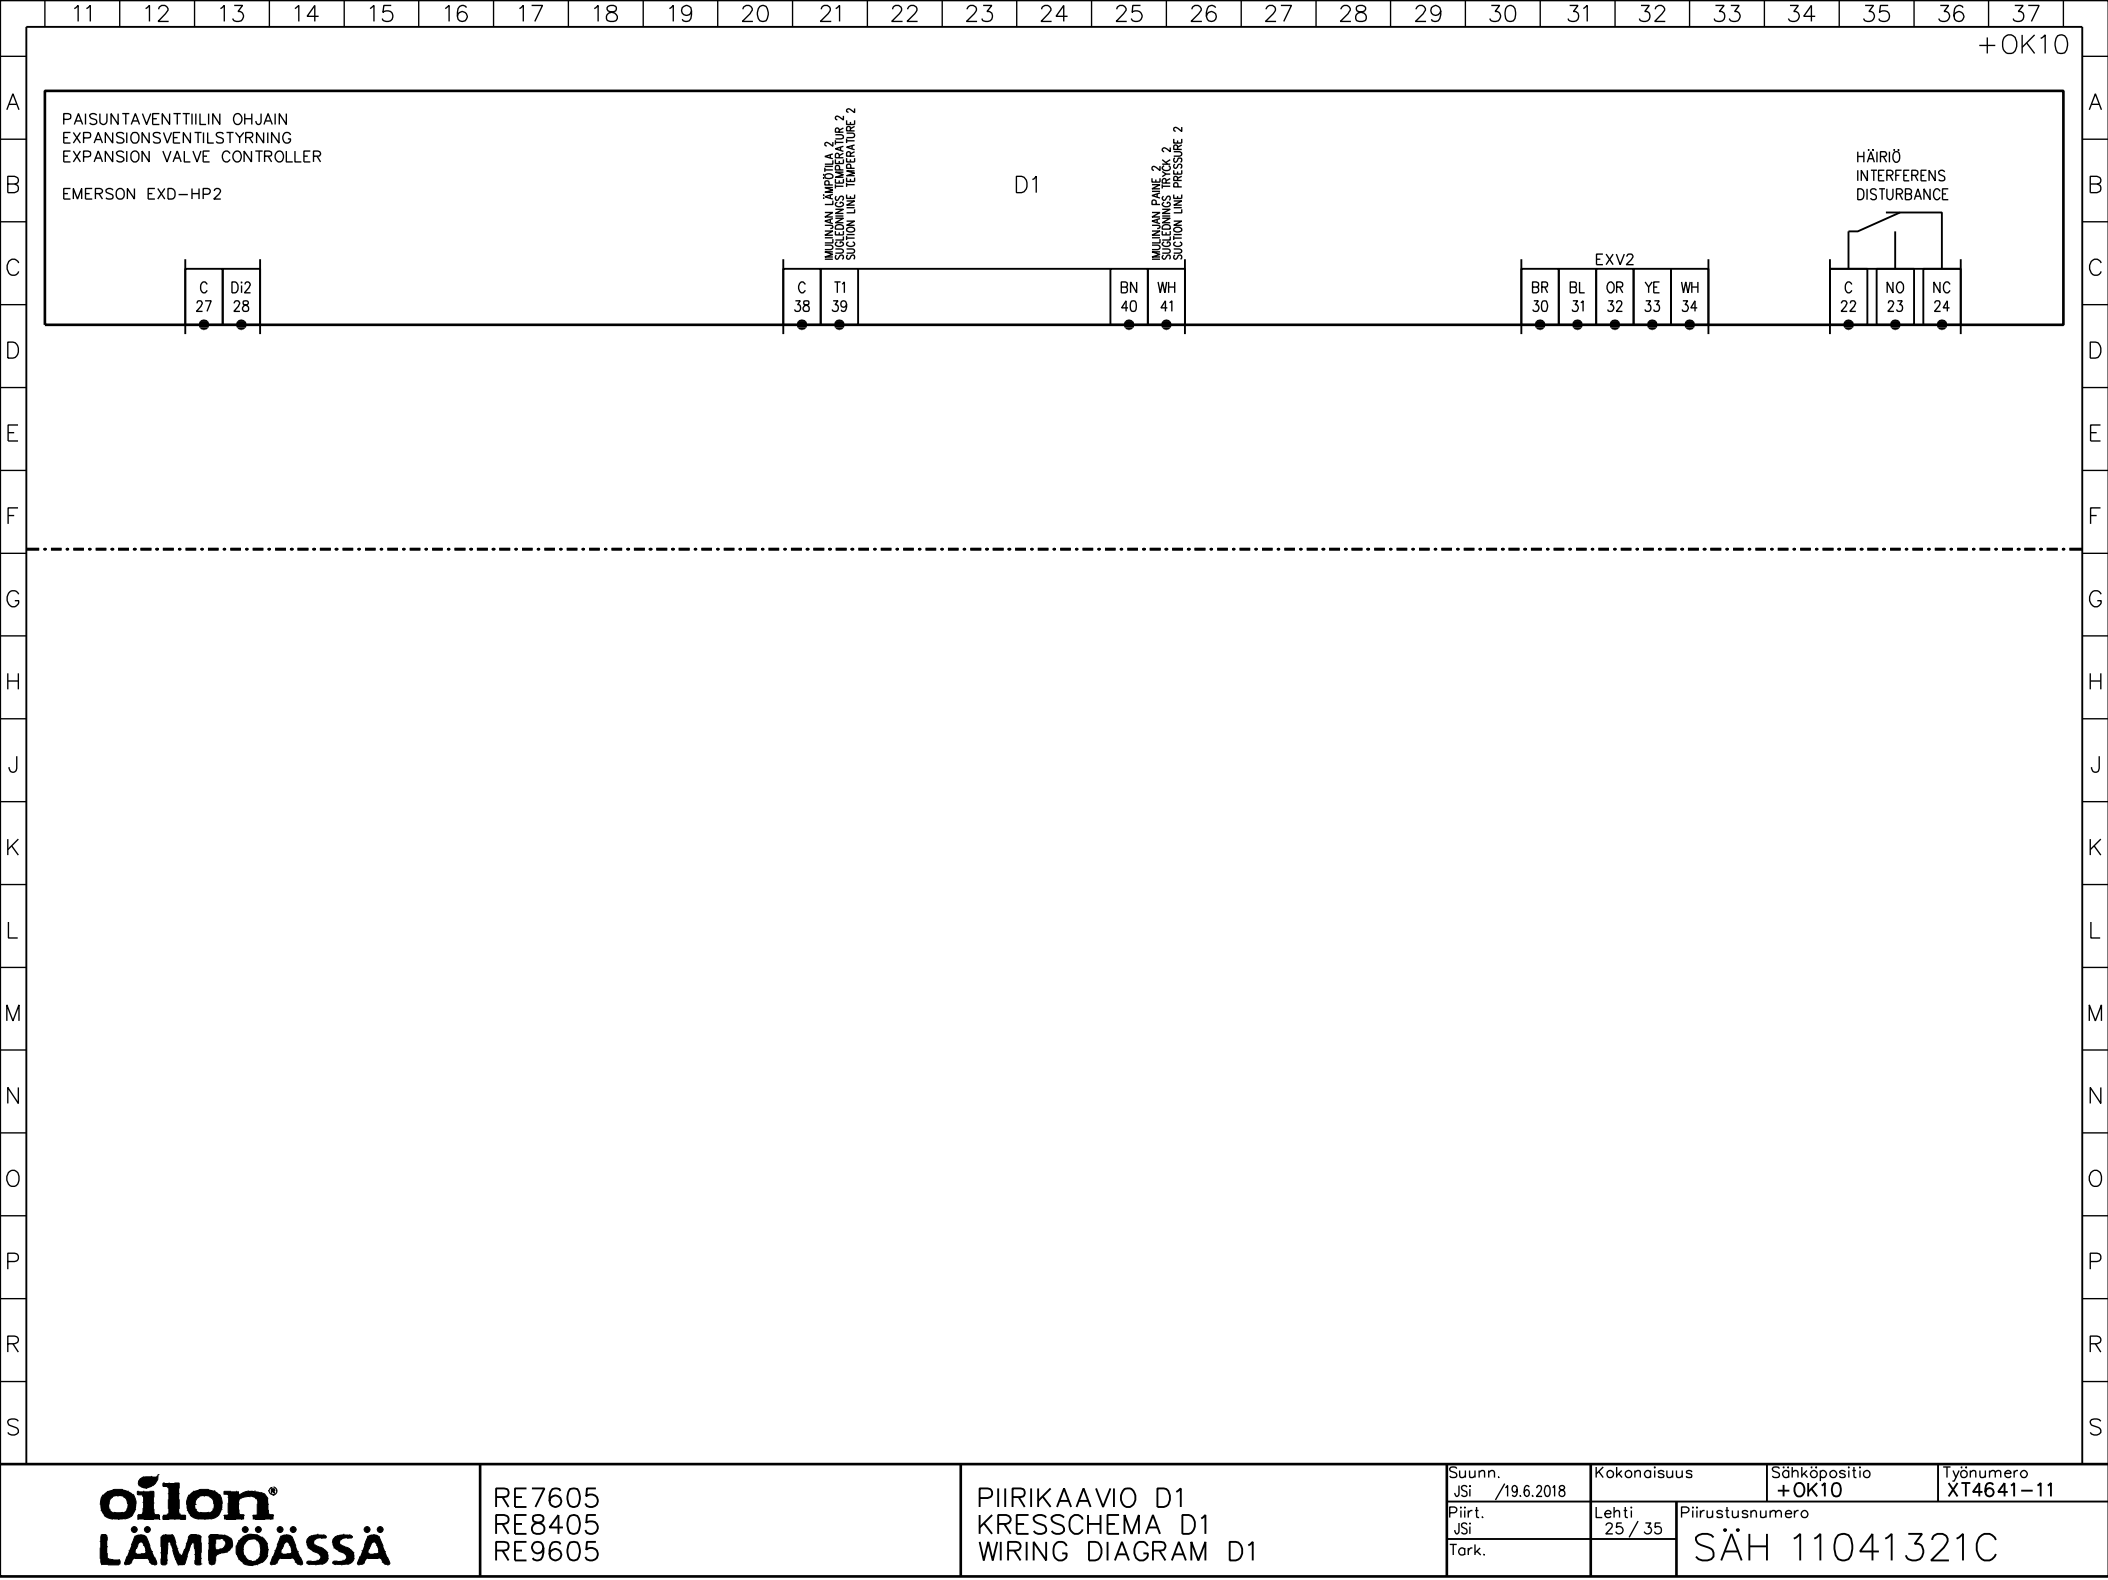 11 12 13 14 15 16 17 18 19 20 21 22 23 24 25 26 27 28 29 30 31 32 33 34 35 36 37
+OK10
A A
B B
C C
D D
E E
F F
G G
H H
J J
K K
L L
M M
N N
O O
P P
R R
S S
PAISUNTAVENTTIILIN OHJAIN
EXPANSIONSVENTILSTYRNING
EXPANSION VALVE CONTROLLER
EMERSON EXD-HP2
IMULINJAN LÄMPÖTILA 2
SUGLEDNINGS TEMPERATUR 2
SUCTION LINE TEMPERATURE 2
D1
IMULINJAN PAINE 2
SUGLEDNINGS TRYCK 2
SUCTION LINE PRESSURE 2
HÄIRIÖ
INTERFERENS
DISTURBANCE
C Di2
27 28
C T1
38 39
BN WH
40 41
EXV2
BR BL OR YE WH
30 31 32 33 34
C NO NC
22 23 24
oilon®
LÄMPÖÄSSÄ
RE7605
RE8405
RE9605
PIIRIKAAVIO D1
KRESSCHEMA D1
WIRING DIAGRAM D1
Suunn.
JSi /19.6.2018
Piirt.
JSi
Tark.
Kokonaisuus
Sähköpositio
+OK10
Työnumero
XT4641-11
Lehti
25 / 35
Piirustusnumero
SÄH 11041321C